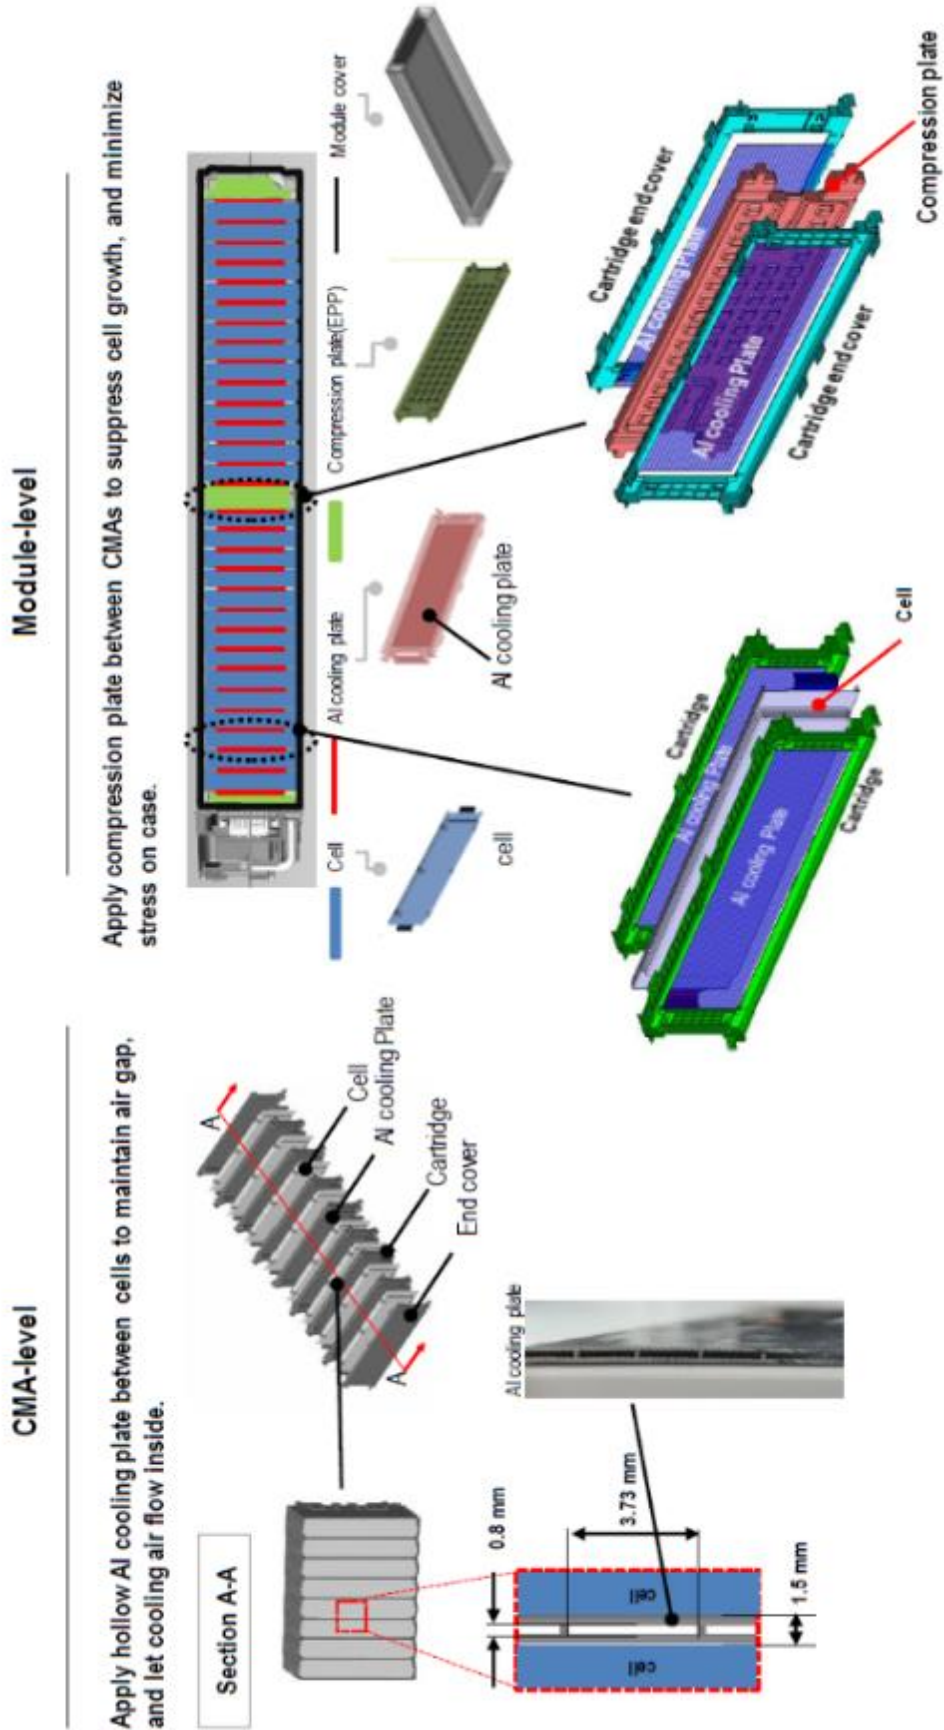 CMA-level
Apply hollow Al cooling plate between cells to maintain air gap,
and let cooling air flow inside.
Section A-A
A
A
Cell
Al cooling Plate
Cartridge
End cover
0.8 mm
3.73 mm
1.5 mm
cell
cell
Al cooling plate
Module-level
Apply compression plate between CMAs to suppress cell growth, and minimize
stress on case.
Cell
Al cooling plate
Compression plate(EPP)
Module cover
cell
Al cooling plate
Cartridge
Al cooling Plate
Al cooling Plate
Cartridge
Cell
Cartridge end cover
Al cooling Plate
Al cooling Plate
Cartridge end cover
Compression plate